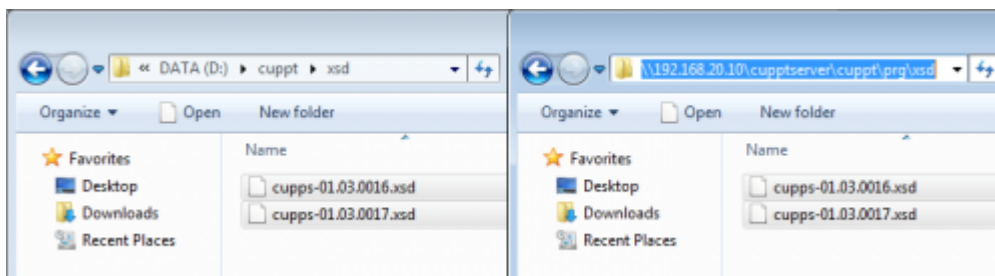 « DATA (D:) ▸ cuppt ▸ xsd
Organize Open New folder
Favorites
Desktop
Downloads
Recent Places
Name
cupps-01.03.0016.xsd
cupps-01.03.0017.xsd
\\192.168.20.10\cupptserver\cuppt\prg\xsd
Organize Open New folder
Favorites
Desktop
Downloads
Recent Places
Name
cupps-01.03.0016.xsd
cupps-01.03.0017.xsd